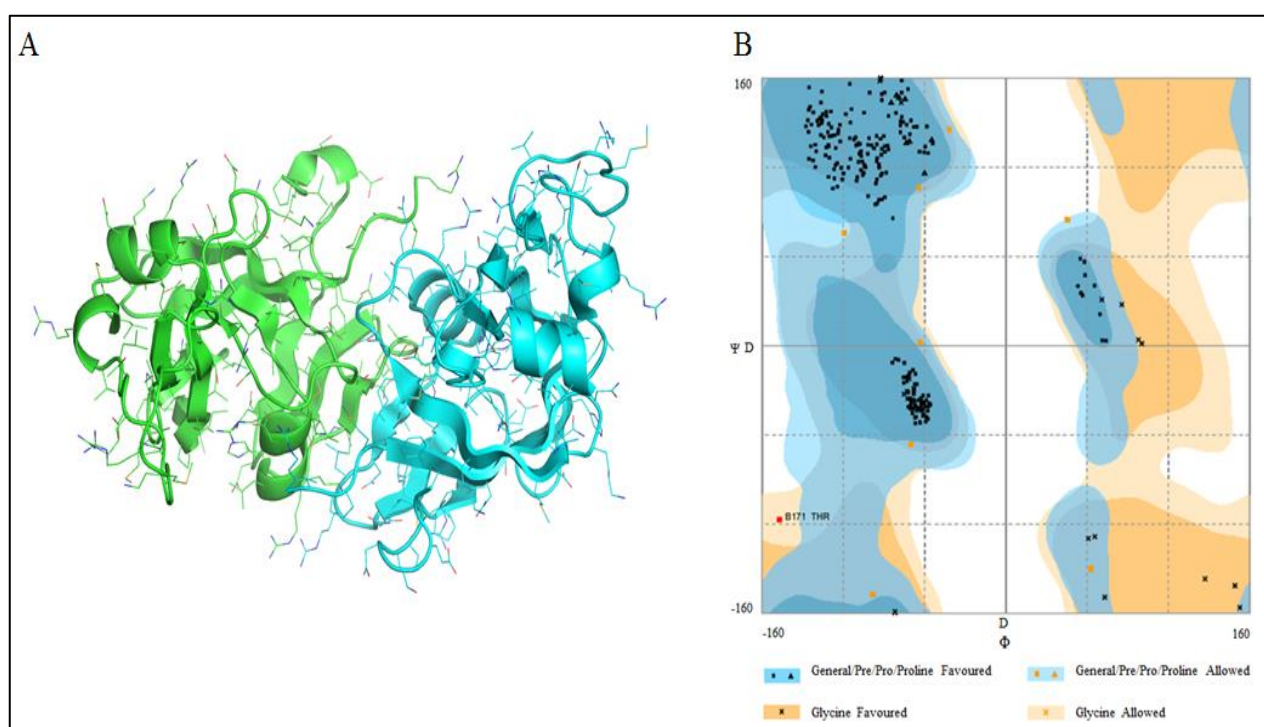 A
B
160
Ψ D
B171 THR
-160
-160
D
Φ
160
General/Pre/Pro/Proline Favoured
General/Pre/Pro/Proline Allowed
Glycine Favoured
Glycine Allowed